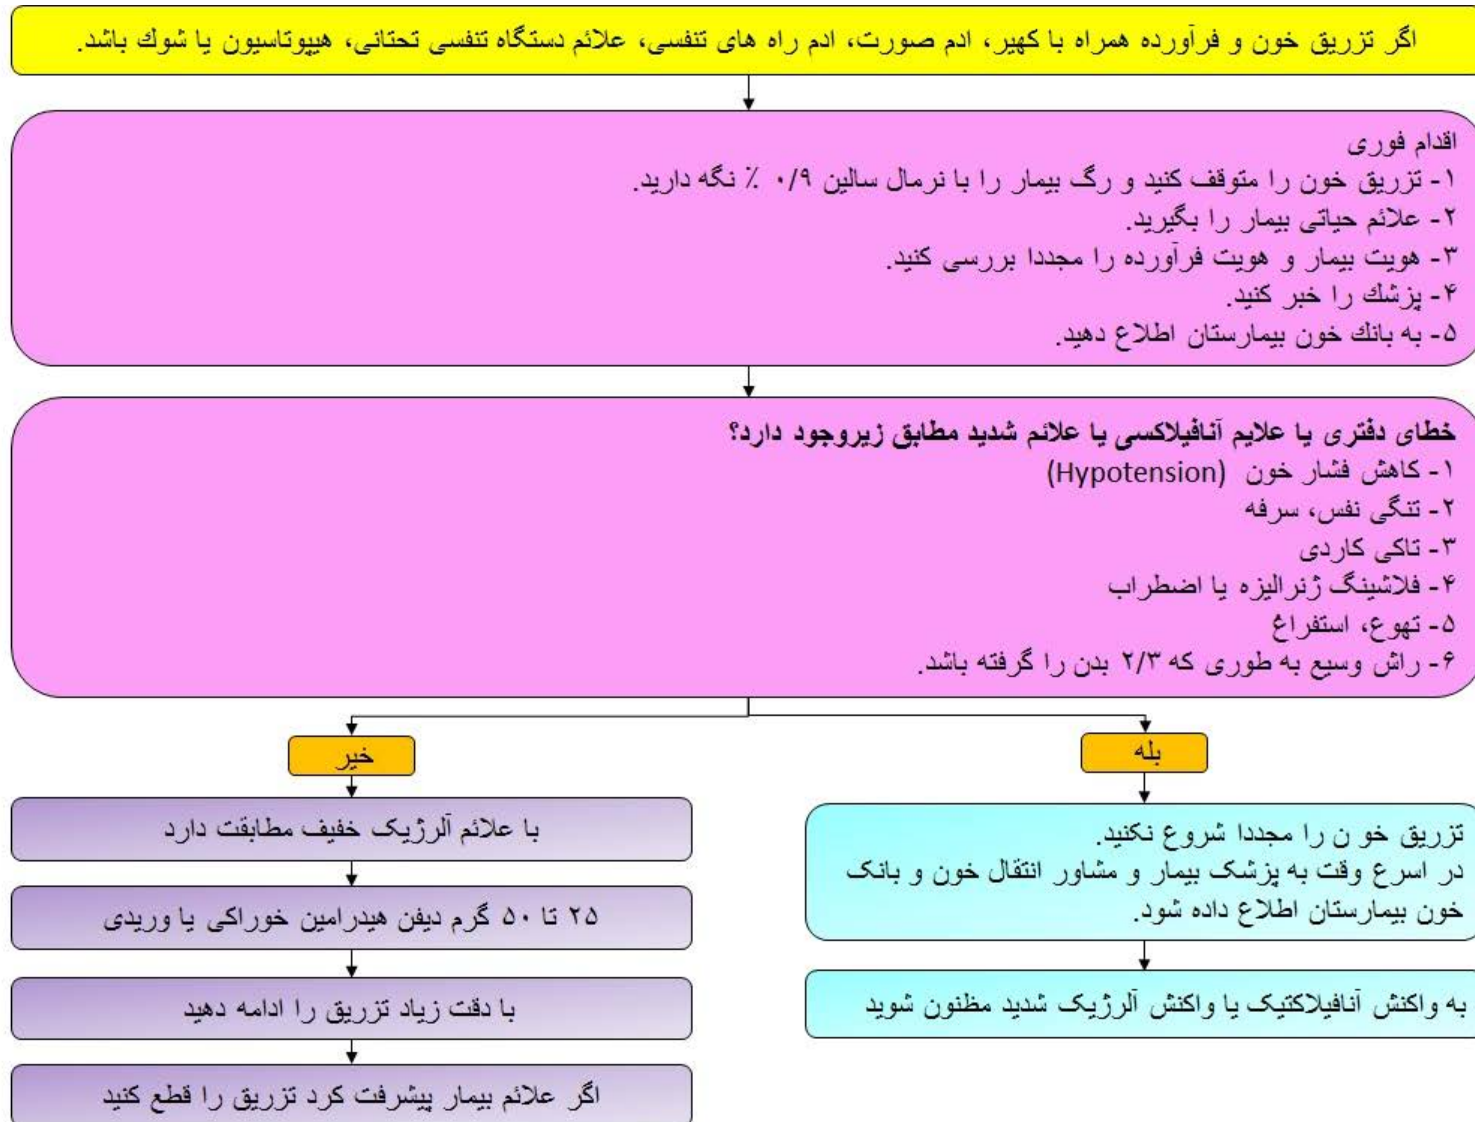 اگر تزریق خون و فرآورده همراه با کهیر، ادم صورت، ادم راه های تنفسی، علائم دستگاه تنفسی تحتانی، هیپوتاسیون یا شوك باشد.
اقدام فوری
۱- تزریق خون را متوقف کنید و رگ بیمار را با نرمال سالین ۰/۹ ٪ نگه دارید.
۲- علائم حیاتی بیمار را بگیرید.
۳- هویت بیمار و هویت فرآورده را مجددا بررسی کنید.
۴- پزشك را خبر کنید.
۵- به بانك خون بیمارستان اطلاع دهید.
خطای دفتری یا علایم آنافیلاکسی یا علائم شدید مطابق زیروجود دارد؟
۱- کاهش فشار خون (Hypotension)
۲- تنگی نفس، سرفه
۳- تاکی کاردی
۴- فلاشینگ ژنرالیزه یا اضطراب
۵- تهوع، استفراغ
۶- راش وسیع به طوری که ۲/۳ بدن را گرفته باشد.
بله
تزریق خو ن را مجددا شروع نکنید.
در اسرع وقت به پزشک بیمار و مشاور انتقال خون و بانک
خون بیمارستان اطلاع داده شود.
به واکنش آنافیلاکتیک یا واکنش آلرژیک شدید مظنون شوید
خیر
با علائم آلرژیک خفیف مطابقت دارد
۲۵ تا ۵۰ گرم دیفن هیدرامین خوراکی یا وریدی
با دقت زیاد تزریق را ادامه دهید
اگر علائم بیمار پیشرفت کرد تزریق را قطع کنید